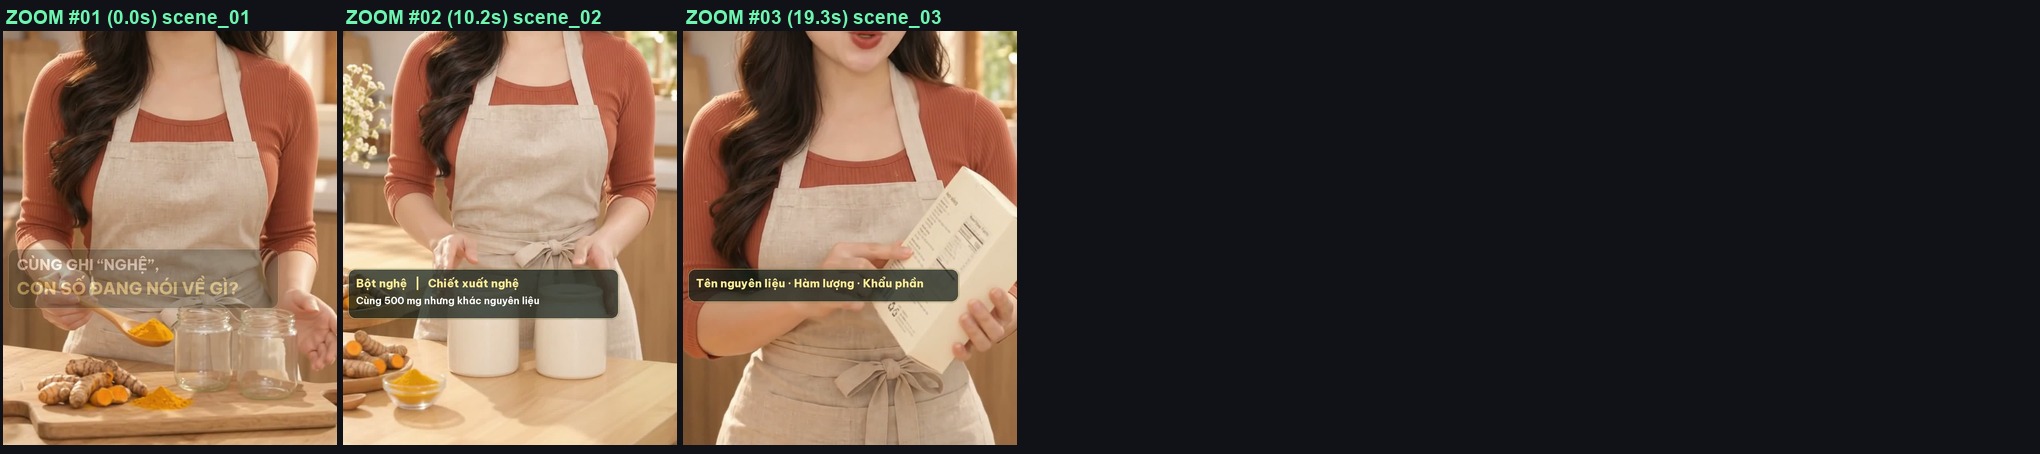 ZOOM #01 (0.0s) scene_01
ZOOM #02 (10.2s) scene_02
ZOOM #03 (19.3s) scene_03
CÙNG GHI “NGHỆ”,
CON SỐ ĐANG NÓI VỀ GÌ?
Bột nghệ | Chiết xuất nghệ
Cùng 500 mg nhưng khác nguyên liệu
Tên nguyên liệu · Hàm lượng · Khẩu phần